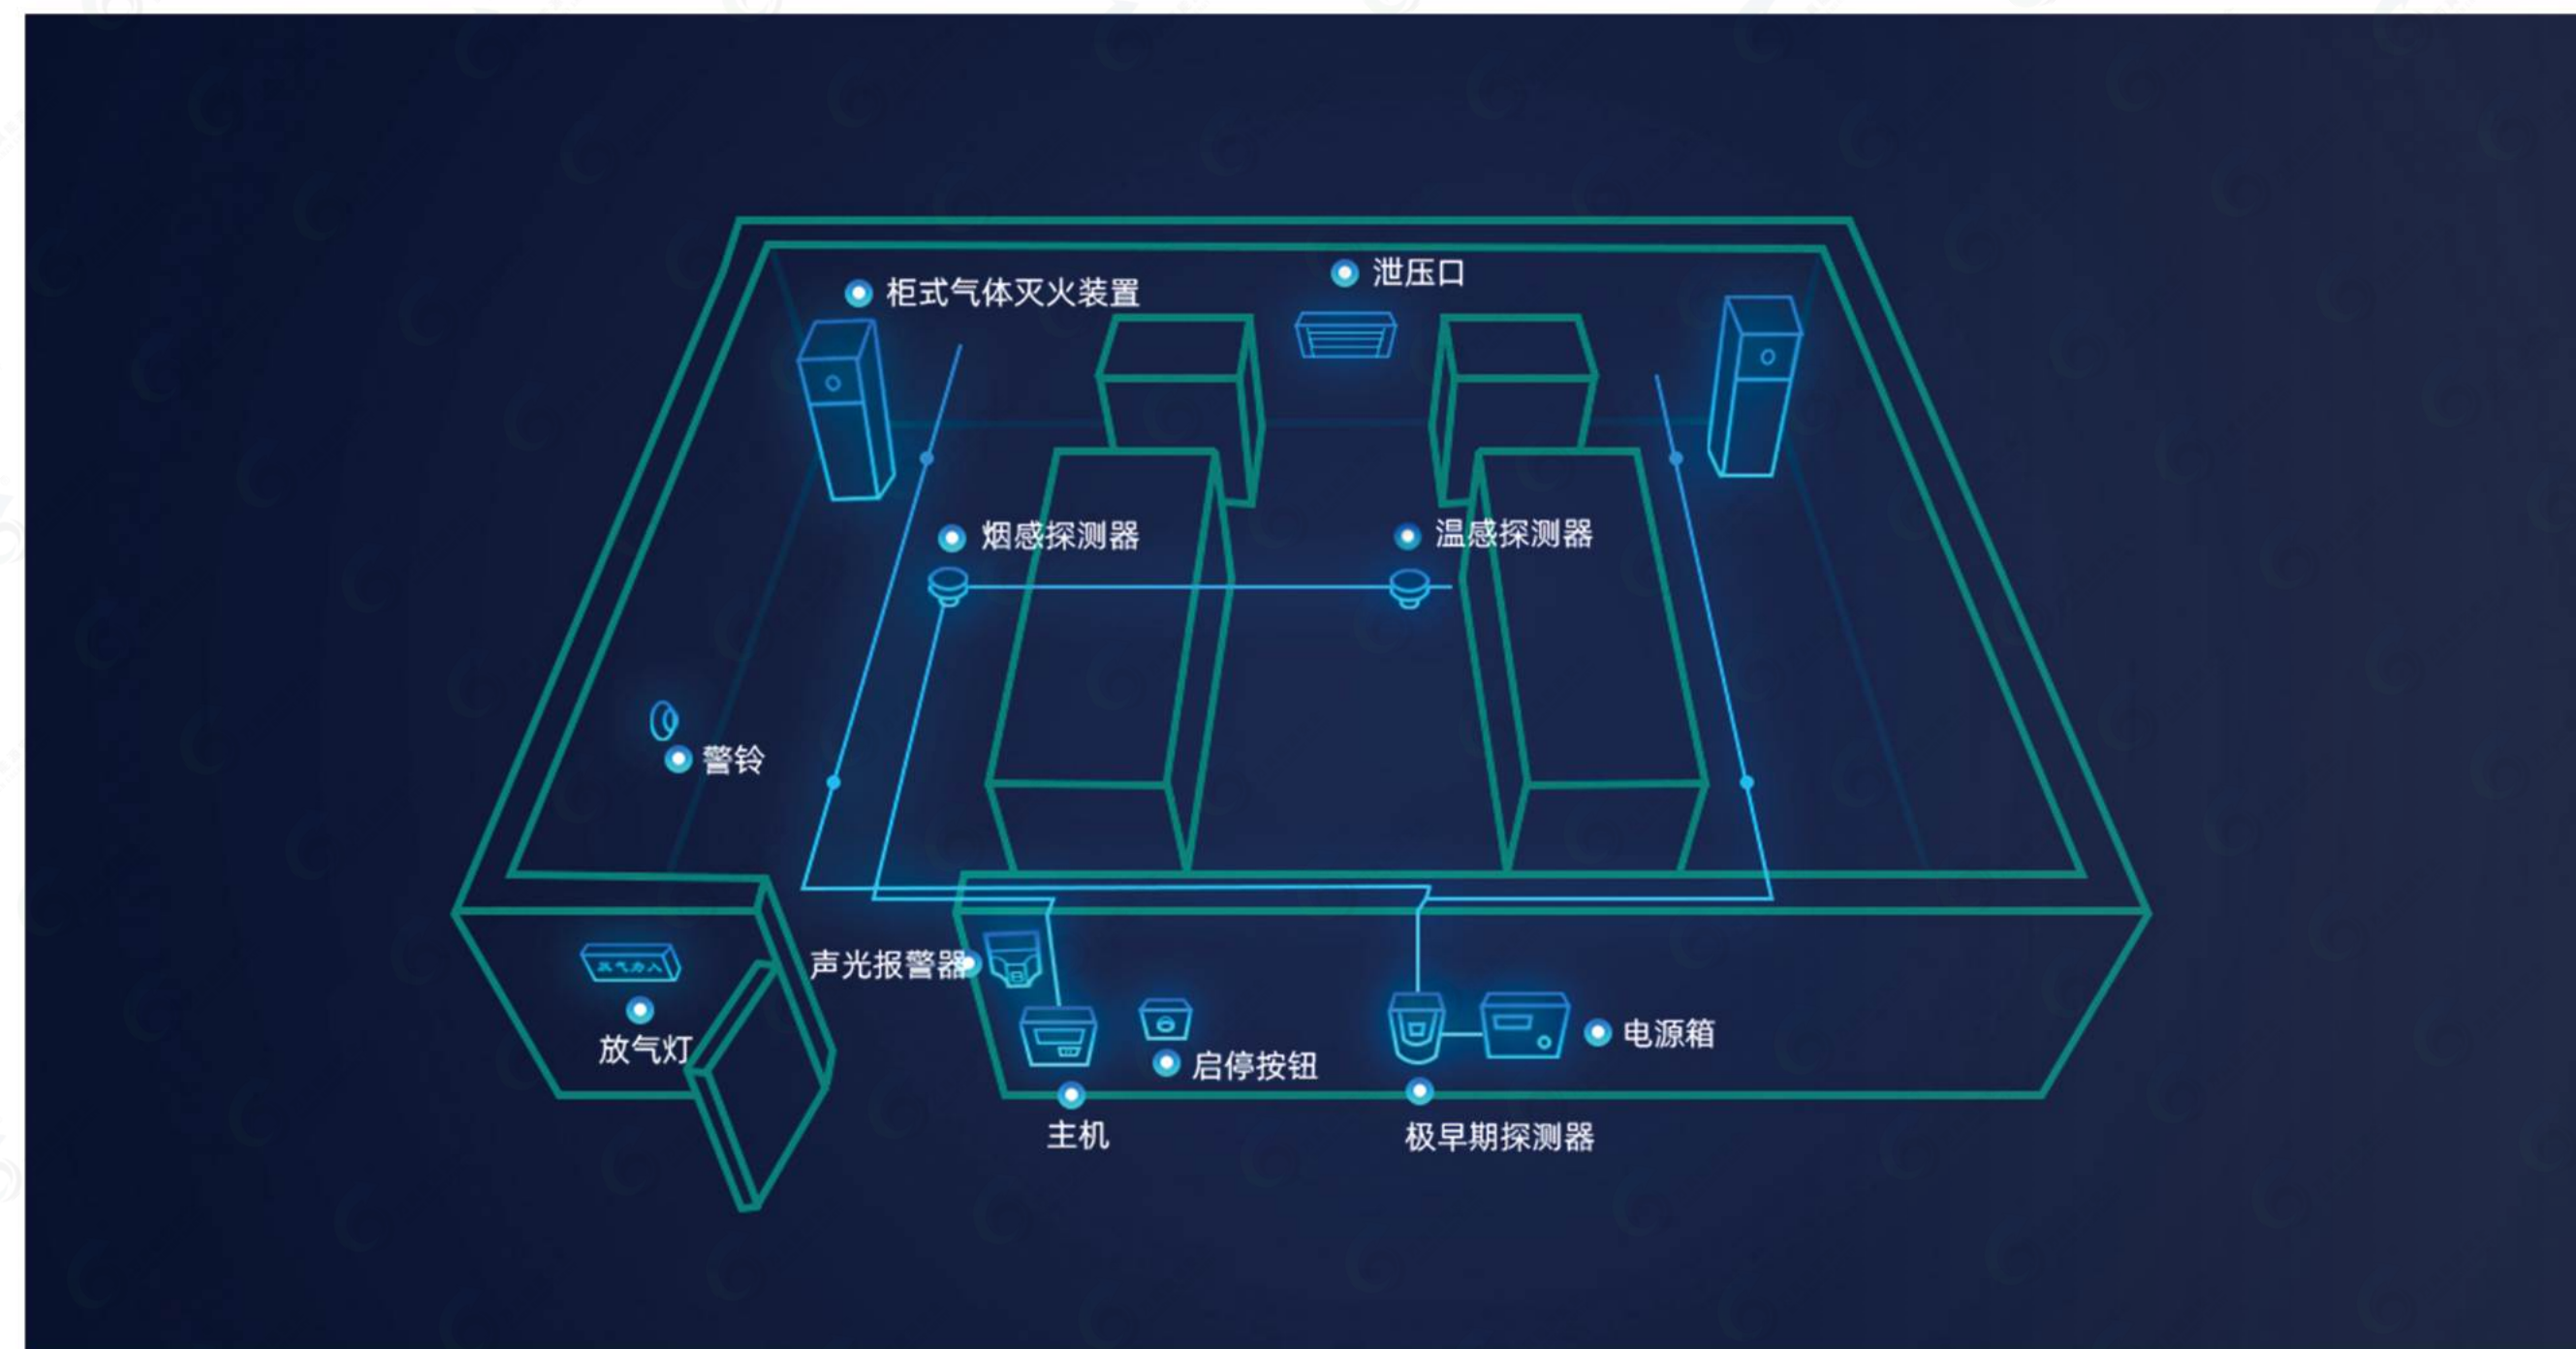 泄压口
柜式气体灭火装置
烟感探测器
温感探测器
警铃
声光报警器
放气灯
启停按钮
电源箱
主机
极早期探测器